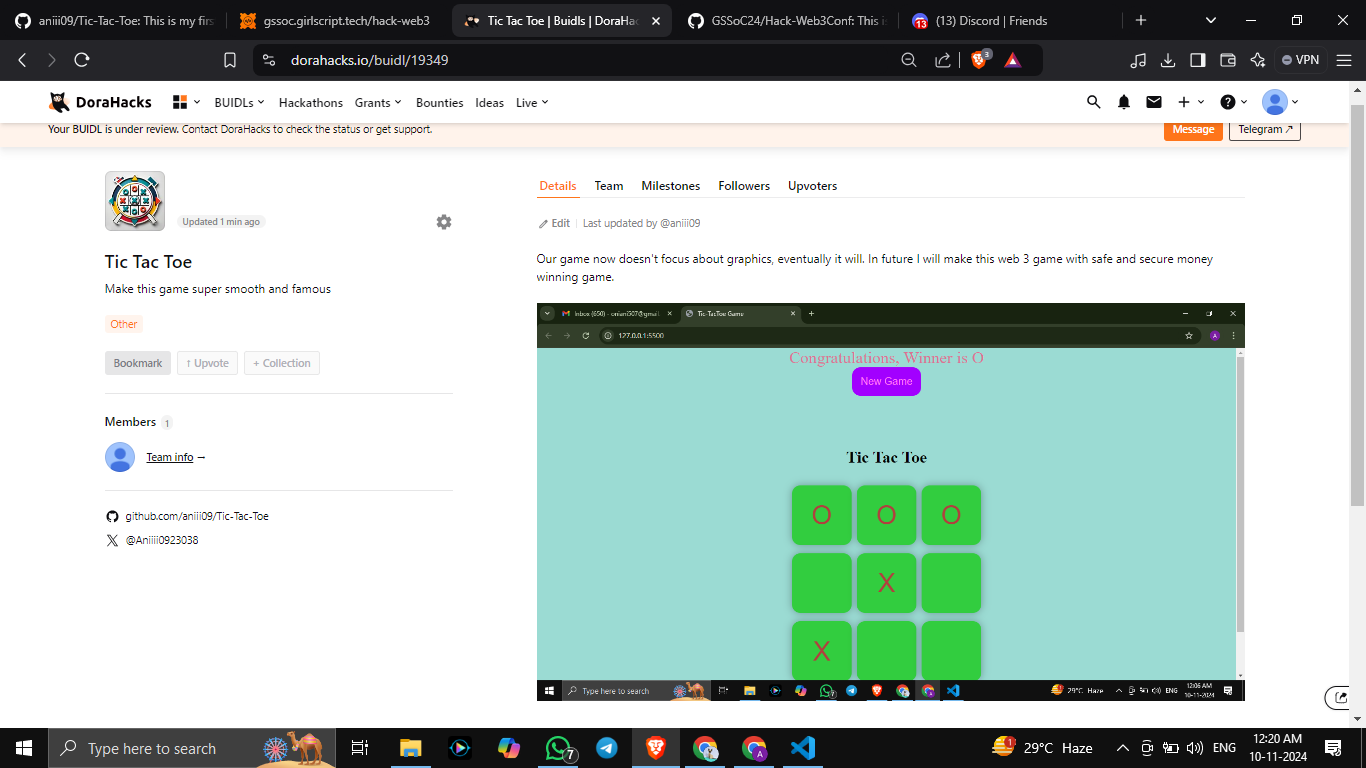 aniii09/Tic-Tac-Toe: This is my firs
gssoc.girlscript.tech/hack-web3
Tic Tac Toe | Buidls | DoraHac
GSSoC24/Hack-Web3Conf: This is
(13) Discord | Friends
dorahacks.io/buidl/19349
3
VPN
DoraHacks
BUIDLs
Hackathons
Grants
Bounties
Ideas
Live
Your BUIDL is under review. Contact DoraHacks to check the status or get support.
Message
Telegram ↗
Updated 1 min ago
Tic Tac Toe
Make this game super smooth and famous
Other
Bookmark
↑ Upvote
+ Collection
Members 1
Team info →
github.com/aniii09/Tic-Tac-Toe
@Aniiii0923038
Details
Team
Milestones
Followers
Upvoters
Edit | Last updated by @aniii09
Our game now doesn't focus about graphics, eventually it will. In future I will make this web 3 game with safe and secure money
winning game.
Inbox (650) - oniani507@gmail.
Tic-TacToe Game
127.0.0.1:5500
A
Congratulations, Winner is O
New Game
Tic Tac Toe
O O O
X
X
Type here to search
7
29°C Haze
ENG
12:06 AM
10-11-2024
Type here to search
7
1
29°C Haze
ENG
12:20 AM
10-11-2024